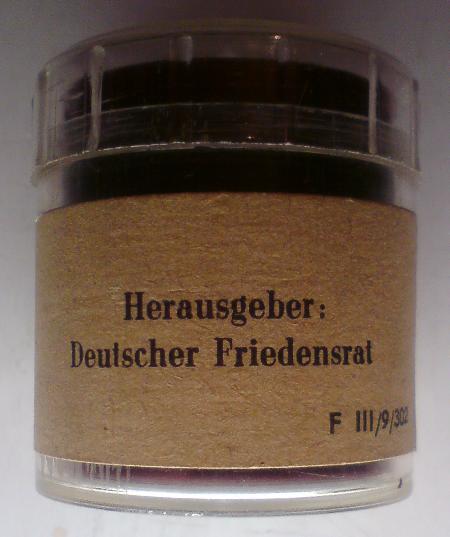 Herausgeber:
Deutscher Friedensrat
F III/9/302